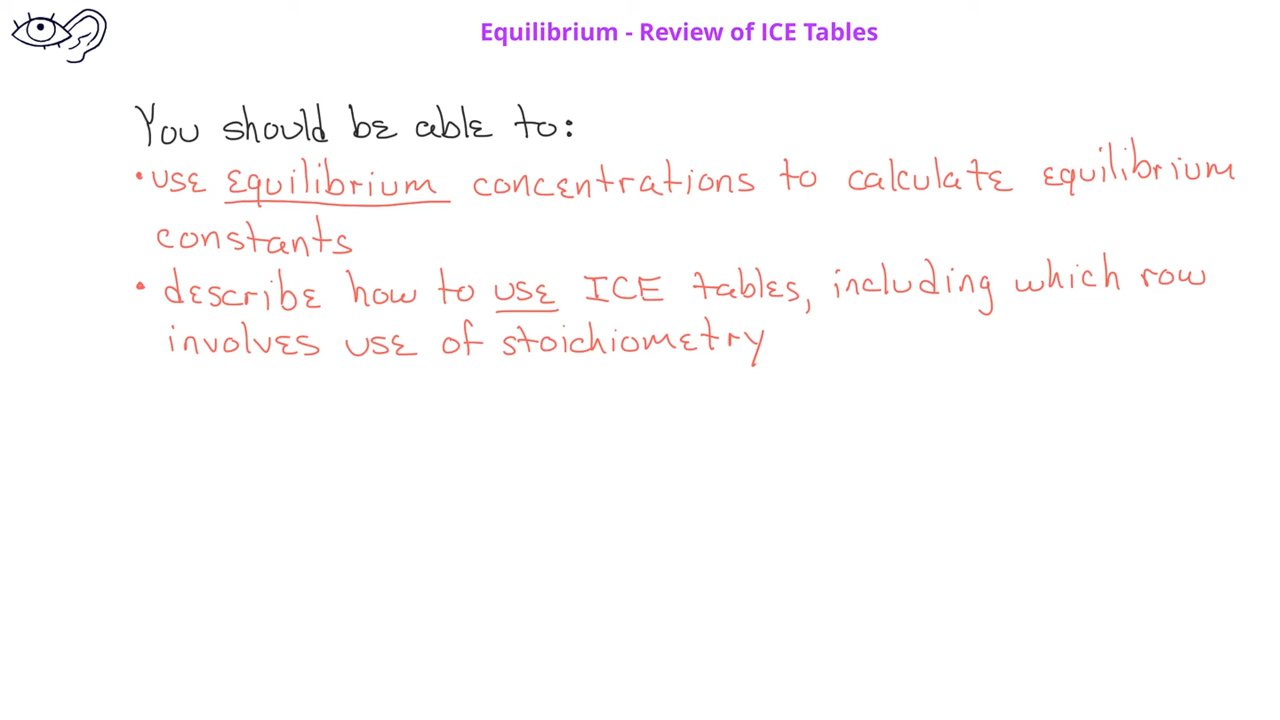 Equilibrium - Review of ICE Tables
You should be able to:
• use equilibrium concentrations to calculate equilibrium
constants
• describe how to use ICE tables, including which row
involves use of stoichiometry